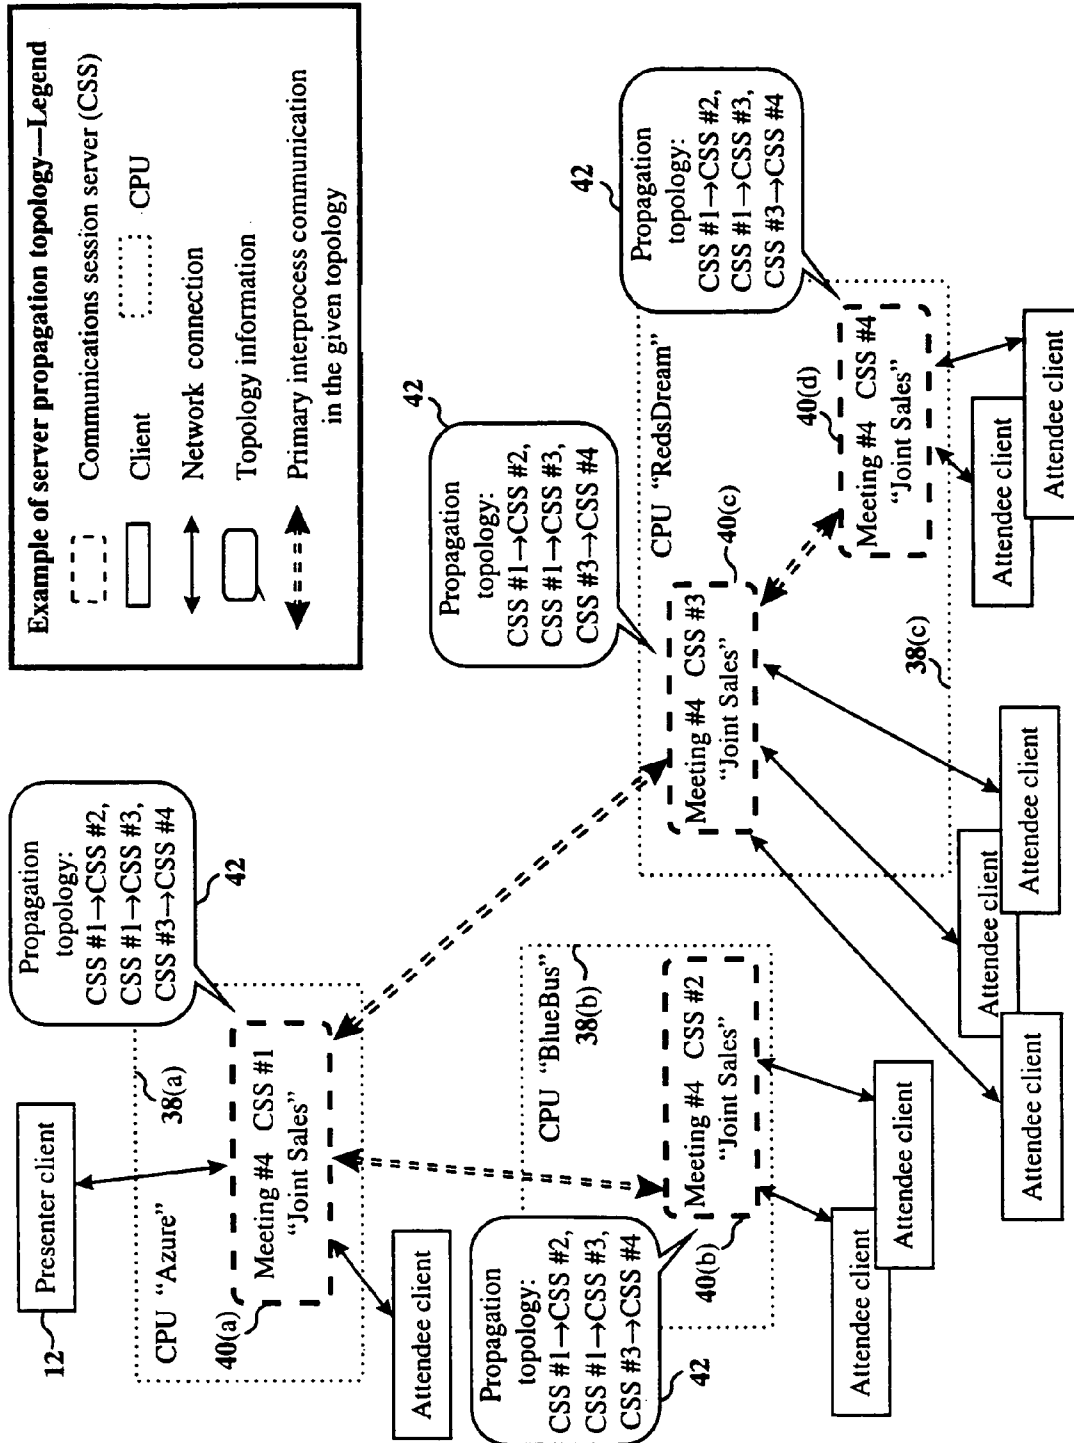 Example of server propagation topology—Legend
Communications session server (CSS)
Client
CPU
Network connection
Topology information
Primary interprocess communication
in the given topology
12
Presenter client
CPU “Azure”
38(a)
Meeting #4 CSS #1
“Joint Sales”
40(a)
Propagation
topology:
CSS #1→CSS #2,
CSS #1→CSS #3,
CSS #3→CSS #4
42
Attendee client
Propagation
topology:
CSS #1→CSS #2,
CSS #1→CSS #3,
CSS #3→CSS #4
42
CPU “BlueBus”
38(b)
Meeting #4 CSS #2
“Joint Sales”
40(b)
Attendee client
Attendee client
42
Propagation
topology:
CSS #1→CSS #2,
CSS #1→CSS #3,
CSS #3→CSS #4
CPU “RedsDream”
Meeting #4 CSS #3
“Joint Sales”
40(c)
38(c)
Attendee client
Attendee client
Attendee client
42
Propagation
topology:
CSS #1→CSS #2,
CSS #1→CSS #3,
CSS #3→CSS #4
40(d)
Meeting #4 CSS #4
“Joint Sales”
Attendee client
Attendee client